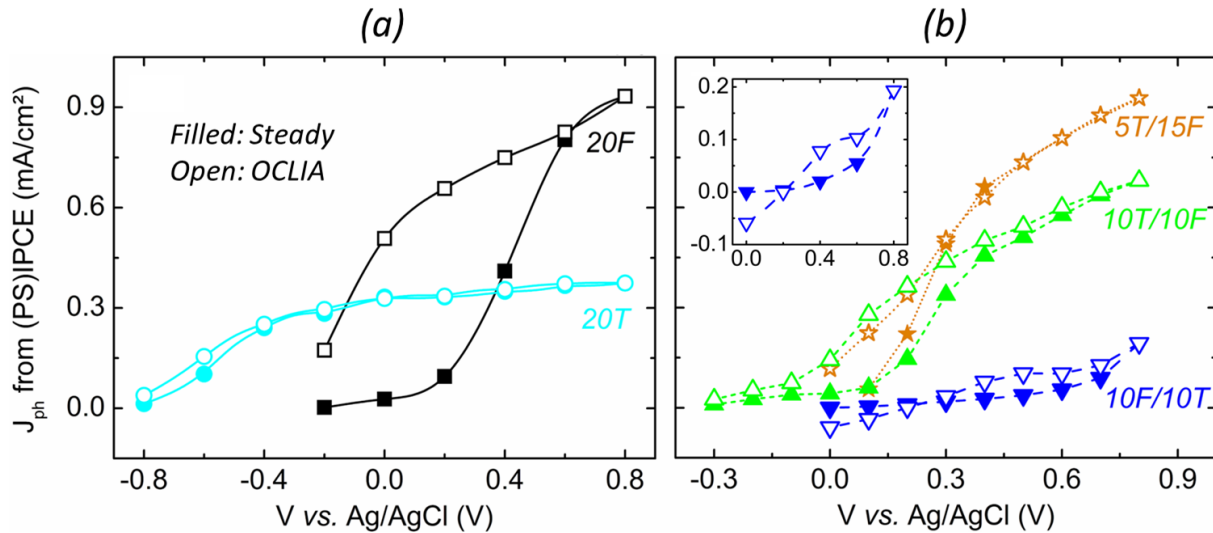 (a)
(b)
J_ph from (PS)IPCE (mA/cm²)
0.9
0.6
0.3
0.0
Filled: Steady
Open: OCLIA
20F
20T
-0.8
-0.4
0.0
0.4
0.8
V vs. Ag/AgCl (V)
0.2
0.1
0.0
-0.1
0.0
0.4
0.8
5T/15F
10T/10F
10F/10T
-0.3
0.0
0.3
0.6
0.9
V vs. Ag/AgCl (V)